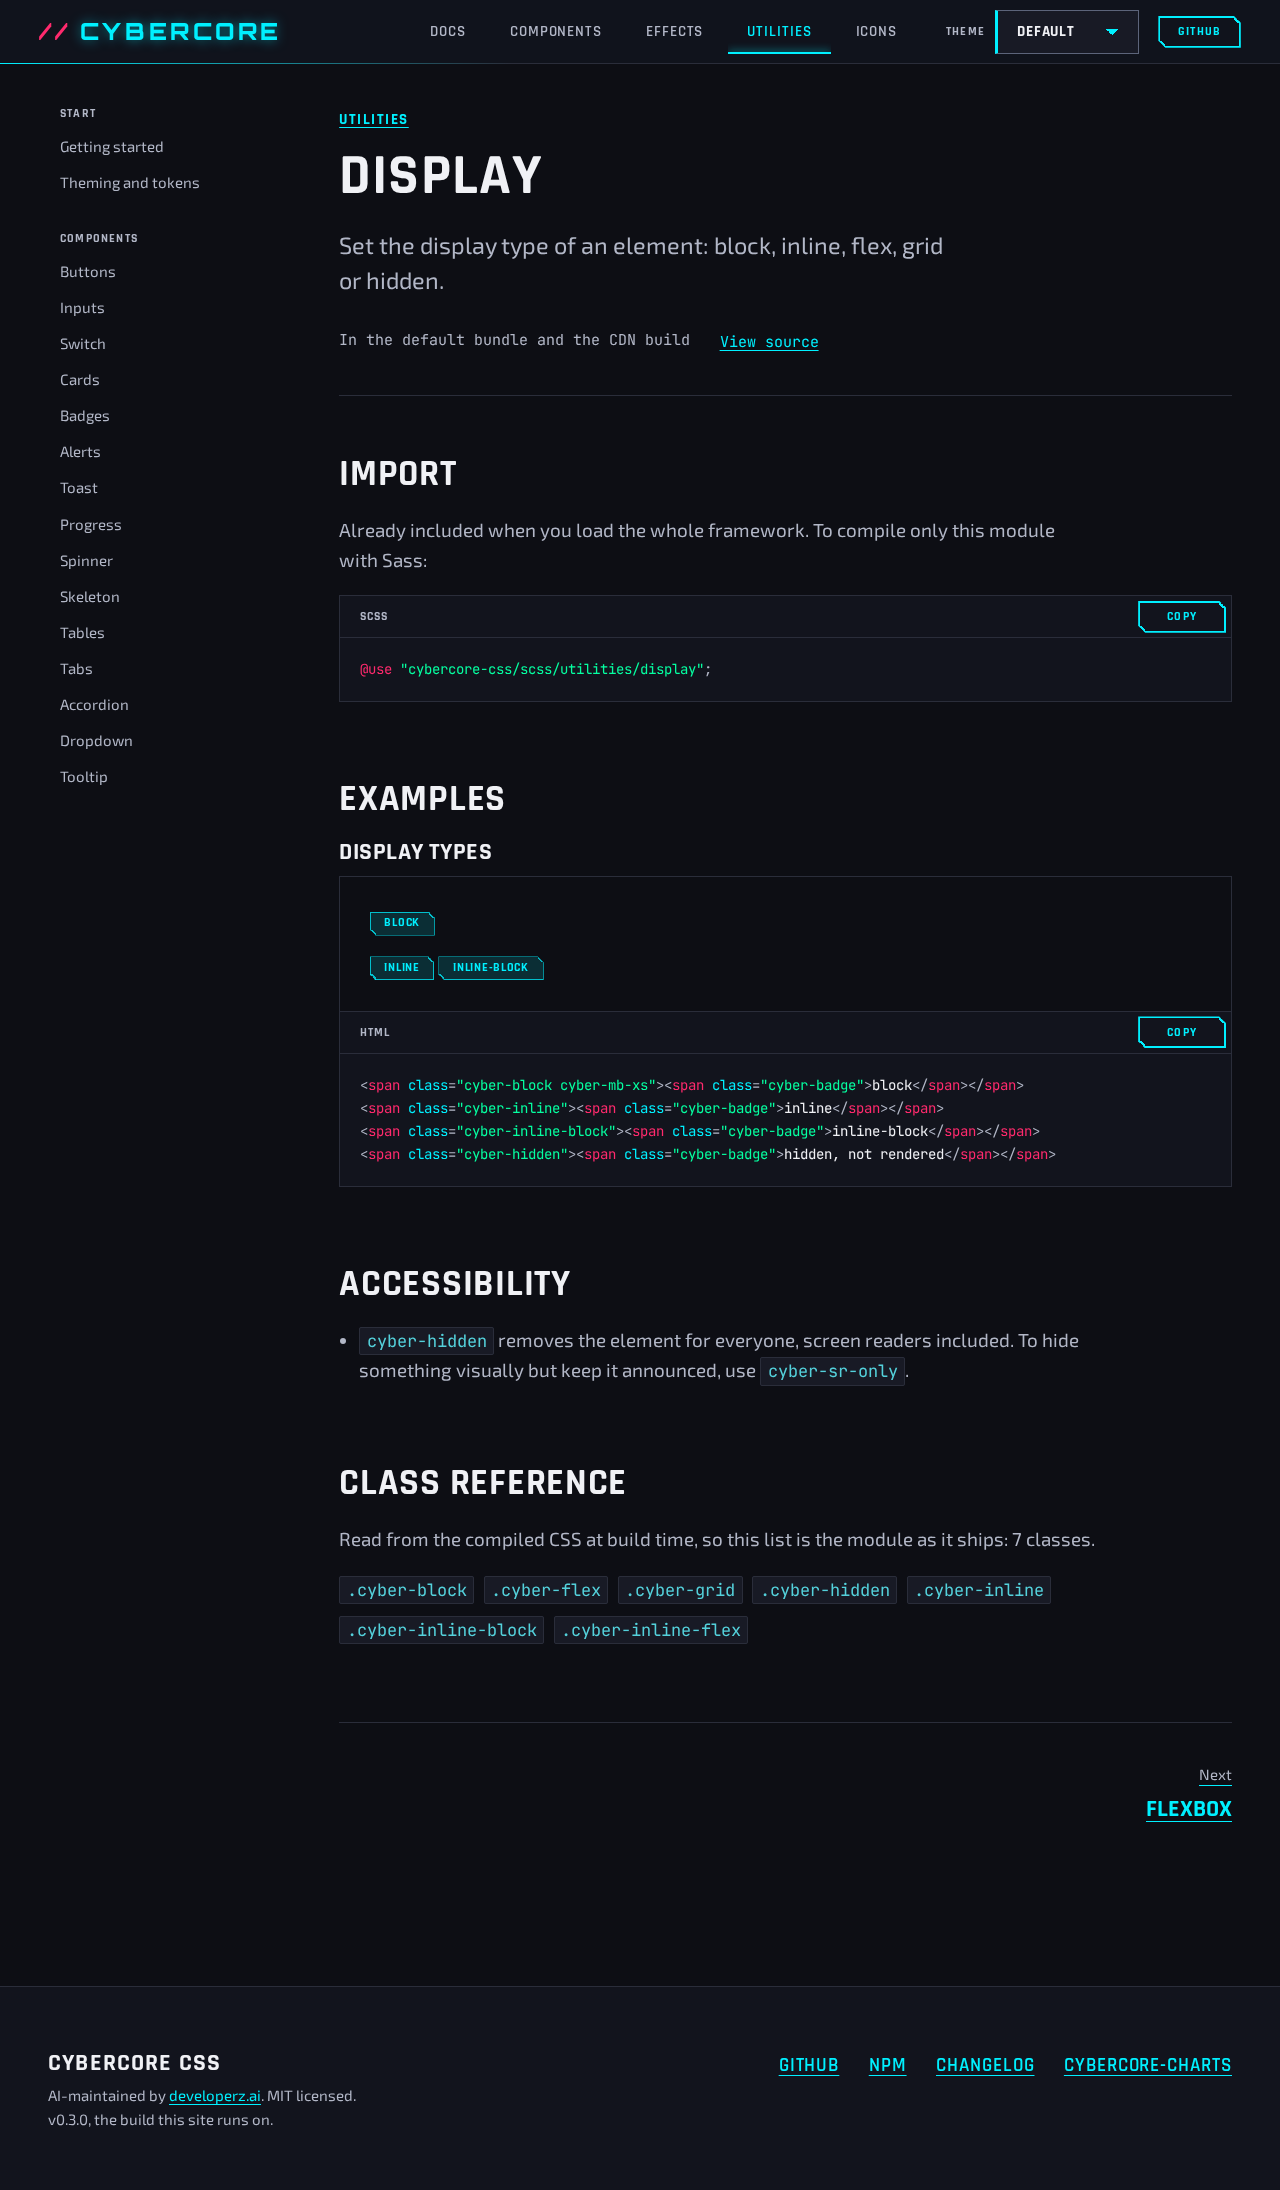 // CYBERCORE
DOCS
COMPONENTS
EFFECTS
UTILITIES
ICONS
THEME
DEFAULT
GITHUB
START
Getting started
Theming and tokens
COMPONENTS
Buttons
Inputs
Switch
Cards
Badges
Alerts
Toast
Progress
Spinner
Skeleton
Tables
Tabs
Accordion
Dropdown
Tooltip
UTILITIES
DISPLAY
Set the display type of an element: block, inline, flex, grid
or hidden.
In the default bundle and the CDN build View source
IMPORT
Already included when you load the whole framework. To compile only this module
with Sass:
SCSS
COPY
@use "cybercore-css/scss/utilities/display";
EXAMPLES
DISPLAY TYPES
BLOCK
INLINE INLINE-BLOCK
HTML
COPY
<span class="cyber-block cyber-mb-xs"><span class="cyber-badge">block</span></span>
<span class="cyber-inline"><span class="cyber-badge">inline</span></span>
<span class="cyber-inline-block"><span class="cyber-badge">inline-block</span></span>
<span class="cyber-hidden"><span class="cyber-badge">hidden, not rendered</span></span>
ACCESSIBILITY
• cyber-hidden removes the element for everyone, screen readers included. To hide
something visually but keep it announced, use cyber-sr-only.
CLASS REFERENCE
Read from the compiled CSS at build time, so this list is the module as it ships: 7 classes.
.cyber-block .cyber-flex .cyber-grid .cyber-hidden .cyber-inline
.cyber-inline-block .cyber-inline-flex
Next
FLEXBOX
CYBERCORE CSS
AI-maintained by developerz.ai. MIT licensed.
v0.3.0, the build this site runs on.
GITHUB
NPM
CHANGELOG
CYBERCORE-CHARTS